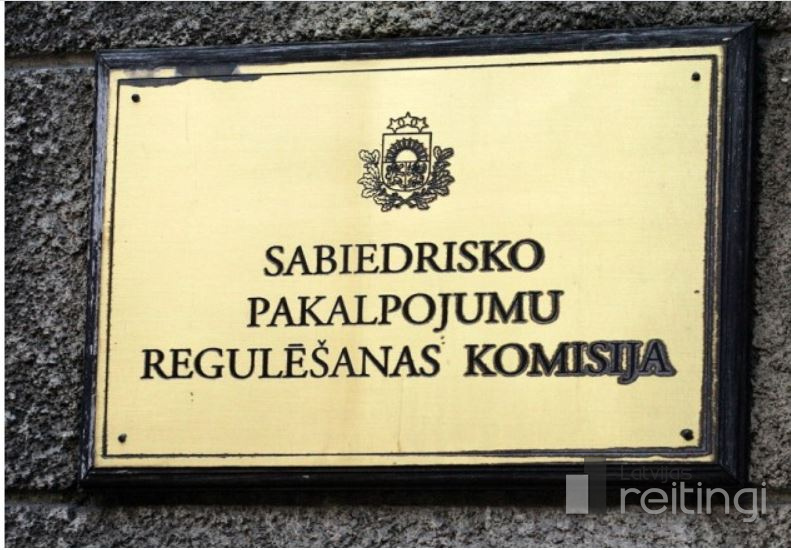 SABIEDRISKO
PAKALPOJUMU
REGULĒŠANAS KOMISIJA
Latvijas
reitingi